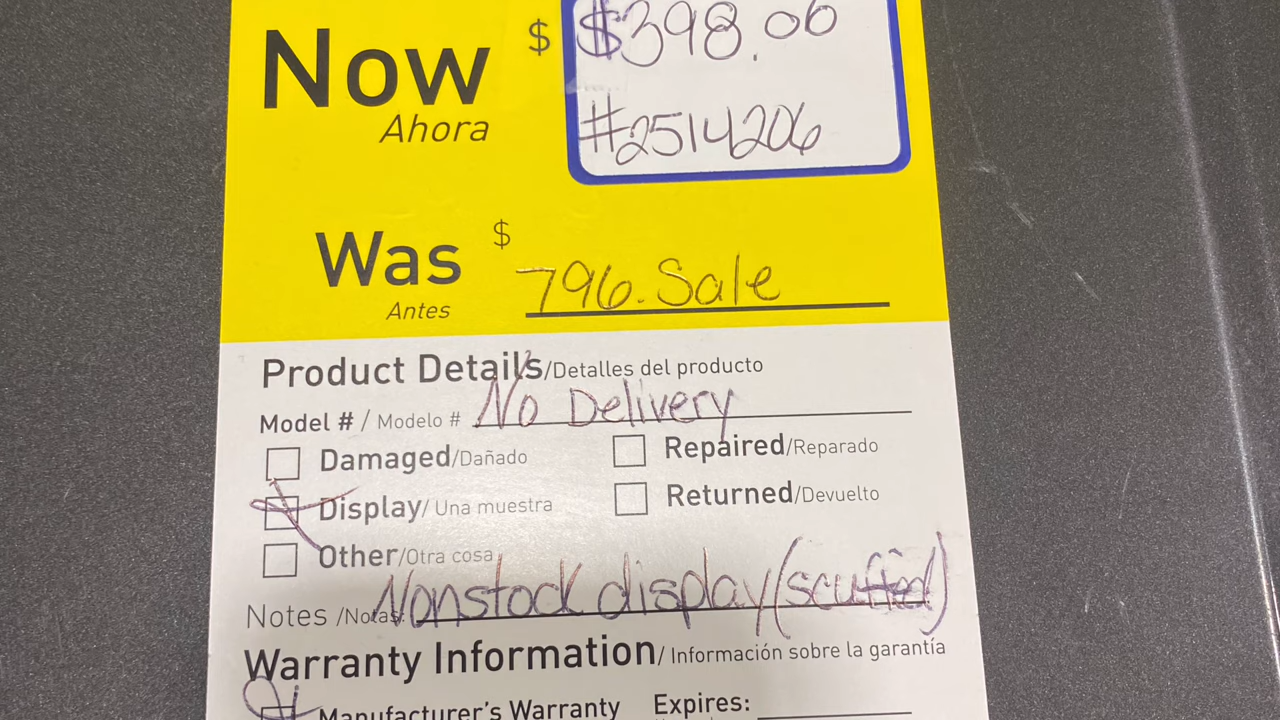 Now $ $398.00
Ahora
#2514206
Was $ 796. Sale
Antes
Product Details/Detalles del producto
Model # / Modelo # No Delivery
Damaged/Dañado
Repaired/Reparado
Display/ Una muestra
Returned/Devuelto
Other/Otra cosa
Notes /Notas: Nonstock display (scuffed)
Warranty Information/ Información sobre la garantía
Manufacturer's Warranty Expires: